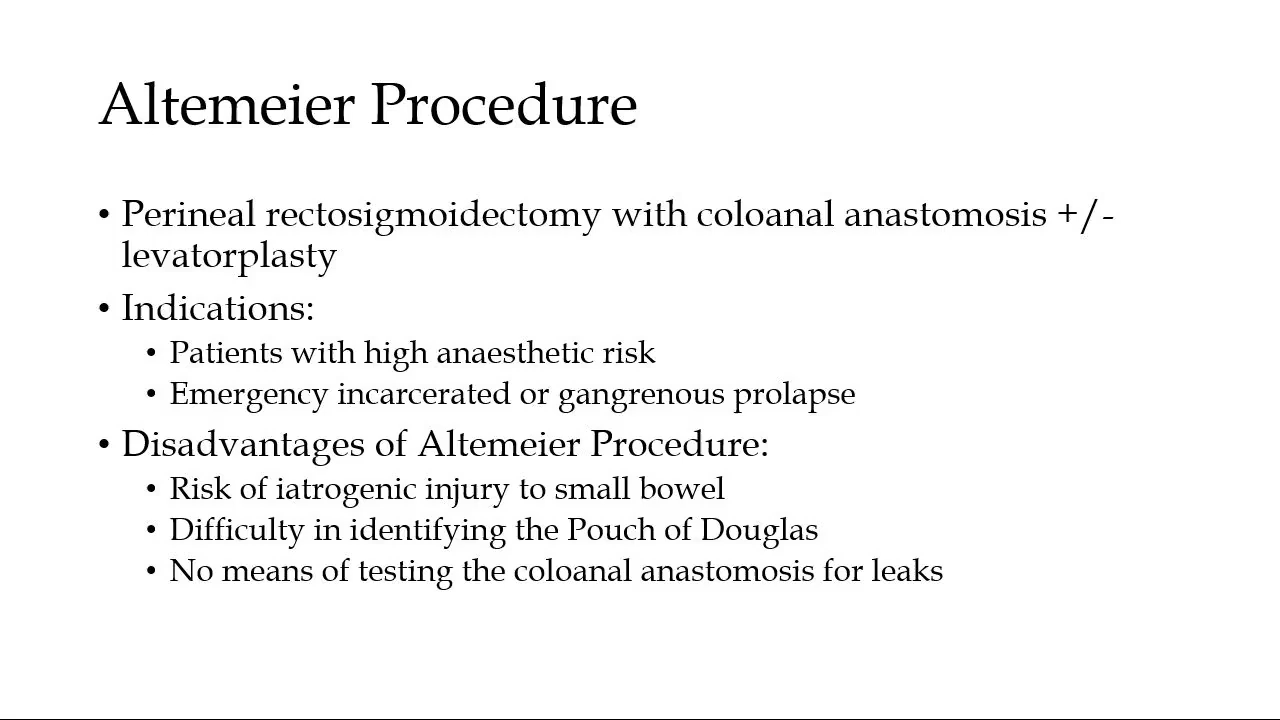 Altemeier Procedure
• Perineal rectosigmoidectomy with coloanal anastomosis +/-
levatorplasty
• Indications:
• Patients with high anaesthetic risk
• Emergency incarcerated or gangrenous prolapse
• Disadvantages of Altemeier Procedure:
• Risk of iatrogenic injury to small bowel
• Difficulty in identifying the Pouch of Douglas
• No means of testing the coloanal anastomosis for leaks